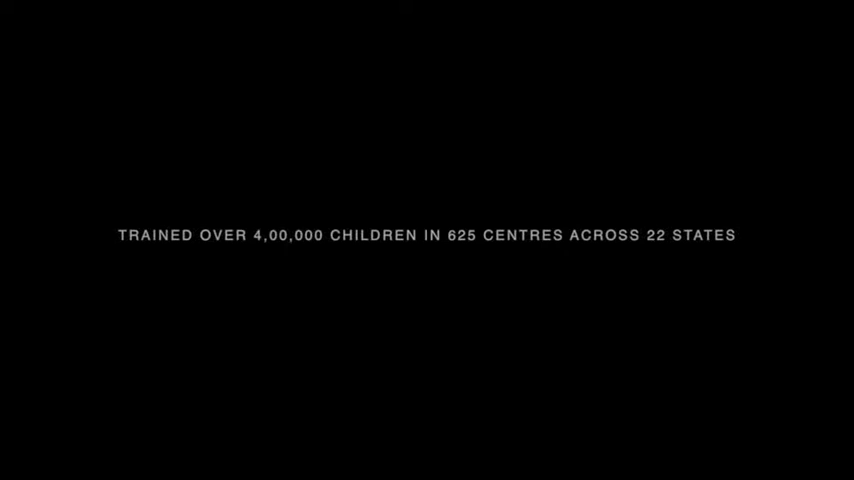 TRAINED OVER 4,00,000 CHILDREN IN 625 CENTRES ACROSS 22 STATES